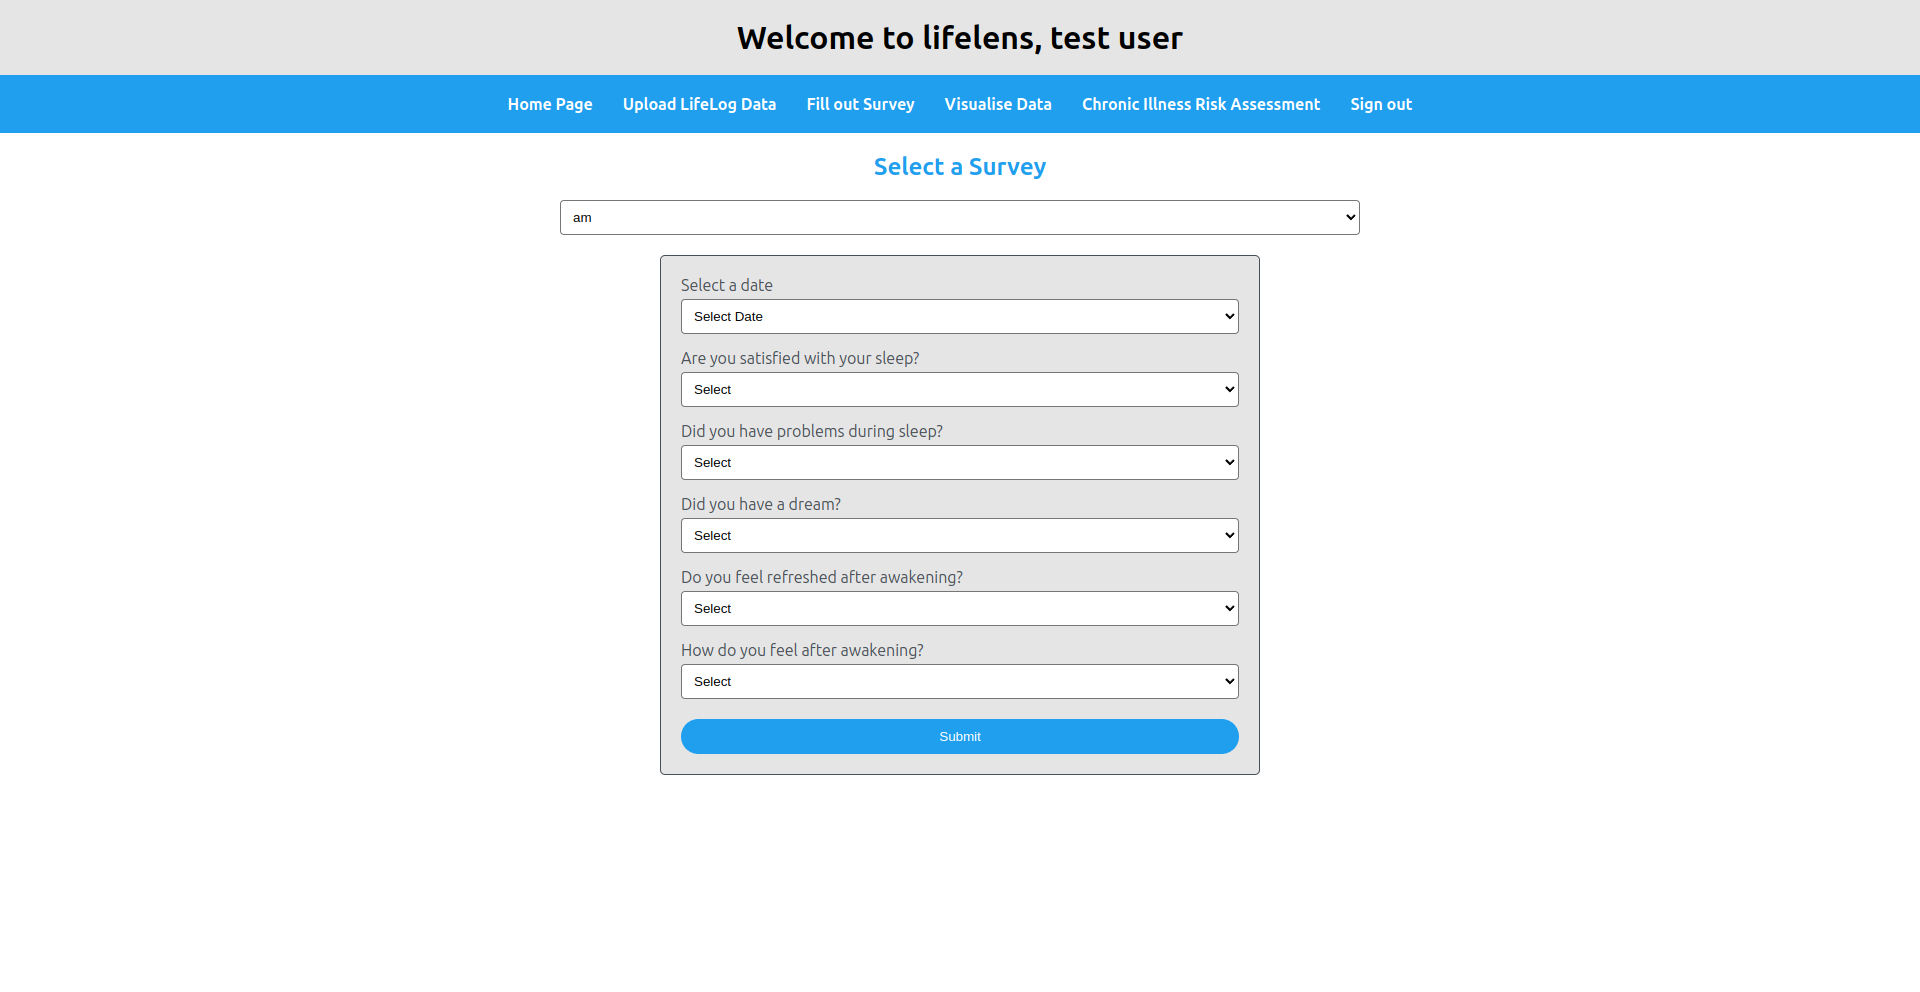 Welcome to lifelens, test user
Home Page Upload LifeLog Data Fill out Survey Visualise Data Chronic Illness Risk Assessment Sign out
Select a Survey
am
Select a date
Select Date
Are you satisfied with your sleep?
Select
Did you have problems during sleep?
Select
Did you have a dream?
Select
Do you feel refreshed after awakening?
Select
How do you feel after awakening?
Select
Submit